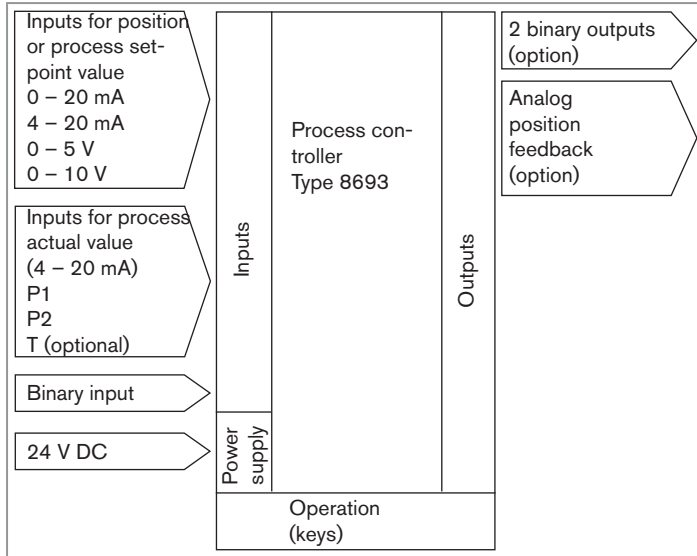 Inputs for position
or process set-
point value
0 – 20 mA
4 – 20 mA
0 – 5 V
0 – 10 V
Inputs for process
actual value
(4 – 20 mA)
P1
P2
T (optional)
Binary input
24 V DC
Inputs
Power
supply
Process con-
troller
Type 8693
Operation
(keys)
Outputs
2 binary outputs
(option)
Analog
position
feedback
(option)